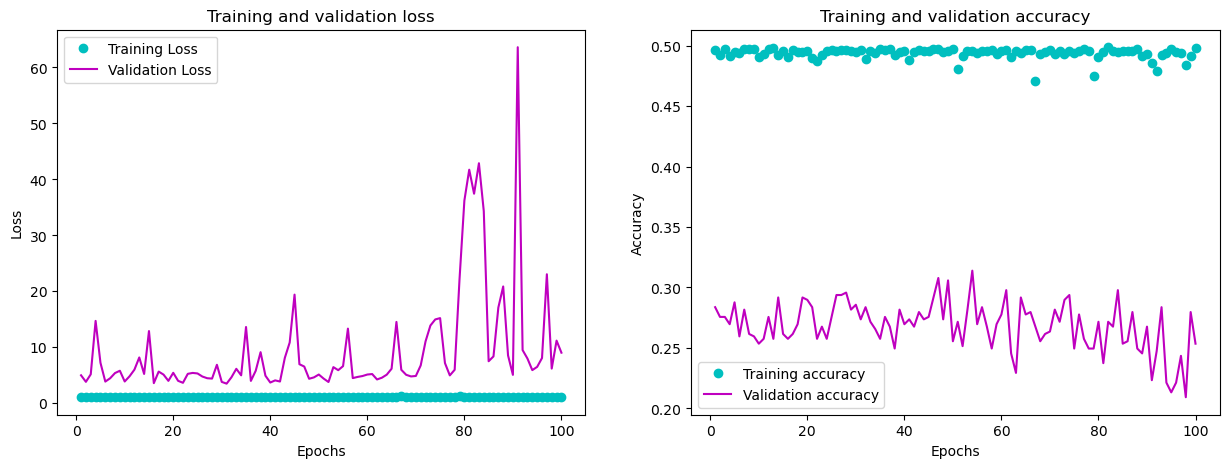 Training and validation loss
Training Loss
Validation Loss
60
50
40
30
20
10
0
Loss
0
20
40
60
80
100
Epochs
Training and validation accuracy
0.50
0.45
0.40
0.35
0.30
0.25
0.20
Accuracy
Training accuracy
Validation accuracy
0
20
40
60
80
100
Epochs